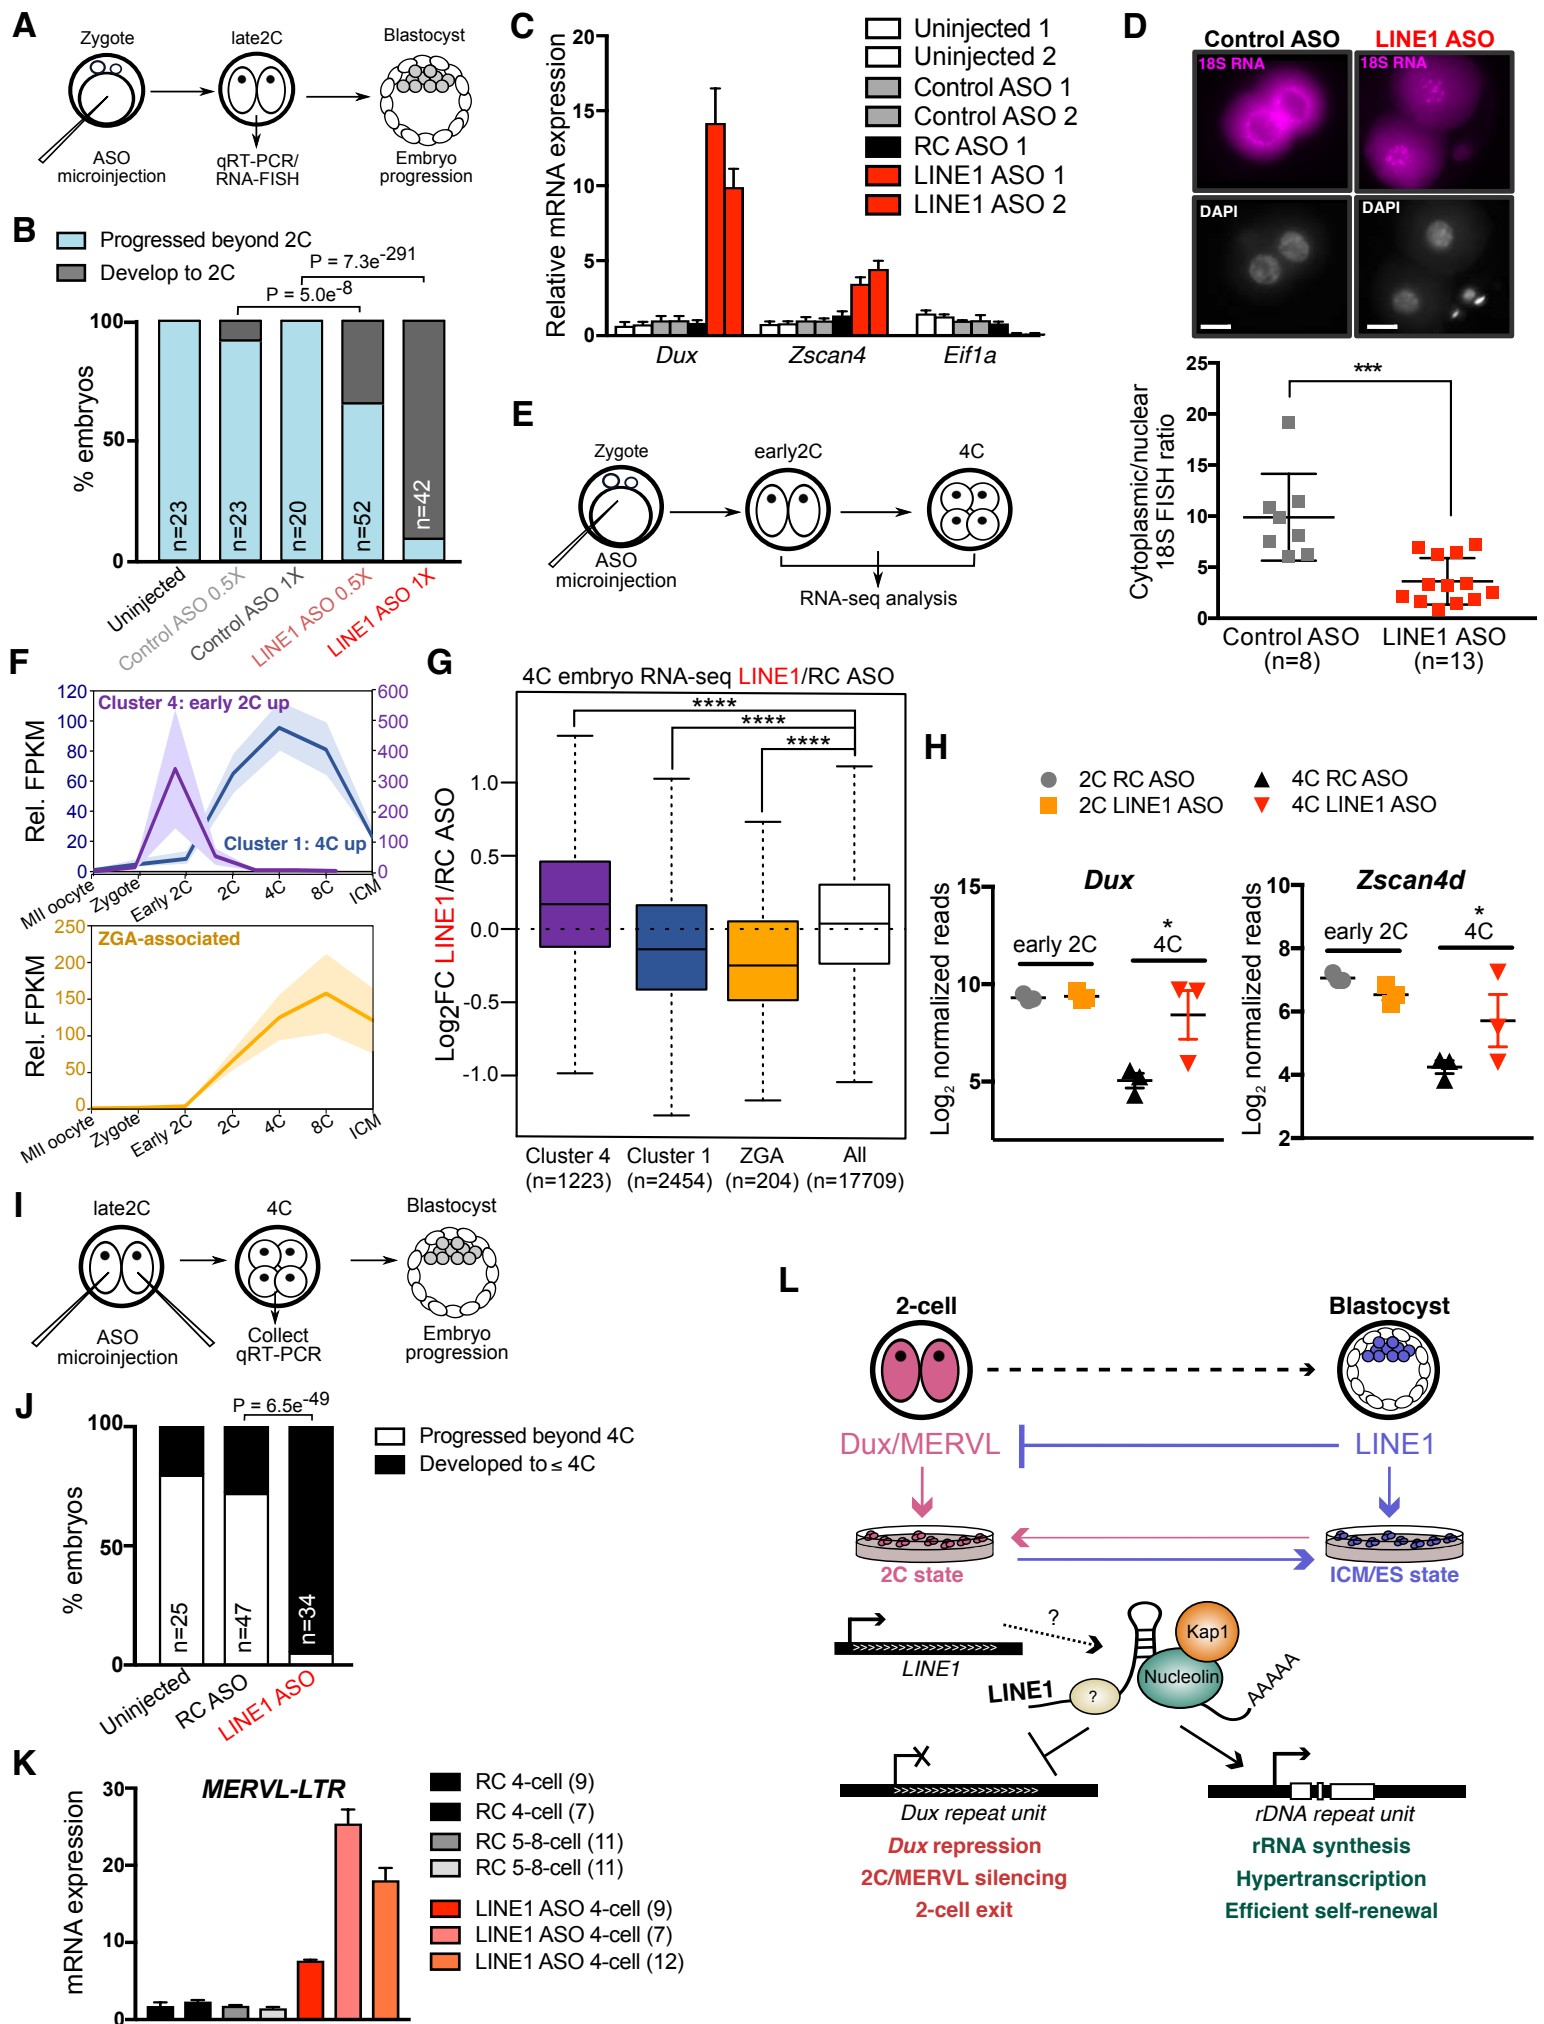 A
Zygote
late2C
Blastocyst
ASO
microinjection
qRT-PCR/
RNA-FISH
Embryo
progression
B
Progressed beyond 2C
Develop to 2C
P = 7.3e-291
P = 5.0e-8
% embryos
100
50
0
n=23
n=23
n=20
n=52
n=42
Uninjected
Control ASO 0.5X
Control ASO 1X
LINE1 ASO 0.5X
LINE1 ASO 1X
C
Relative mRNA expression
20
15
10
5
0
Dux
Zscan4
Eif1a
Uninjected 1
Uninjected 2
Control ASO 1
Control ASO 2
RC ASO 1
LINE1 ASO 1
LINE1 ASO 2
D
Control ASO
LINE1 ASO
18S RNA
18S RNA
DAPI
DAPI
Cytoplasmic/nuclear
18S FISH ratio
25
20
15
10
5
0
***
Control ASO
(n=8)
LINE1 ASO
(n=13)
E
Zygote
early2C
4C
ASO
microinjection
RNA-seq analysis
F
Rel. FPKM
120
100
80
60
40
20
0
600
500
400
300
200
100
0
Cluster 4: early 2C up
Cluster 1: 4C up
MII oocyte
Zygote
Early 2C
2C
4C
8C
ICM
Rel. FPKM
250
200
150
100
50
0
ZGA-associated
MII oocyte
Zygote
Early 2C
2C
4C
8C
ICM
G
4C embryo RNA-seq LINE1/RC ASO
****
****
****
Log2FC LINE1/RC ASO
1.0
0.5
0.0
-0.5
-1.0
Cluster 4
(n=1223)
Cluster 1
(n=2454)
ZGA
(n=204)
All
(n=17709)
H
2C RC ASO
2C LINE1 ASO
4C RC ASO
4C LINE1 ASO
Dux
Log2 normalized reads
15
10
5
early 2C
*
4C
Zscan4d
Log2 normalized reads
10
8
6
4
2
early 2C
*
4C
I
late2C
4C
Blastocyst
ASO
microinjection
Collect
qRT-PCR
Embryo
progression
J
P = 6.5e-49
% embryos
100
50
0
n=25
n=47
n=34
Uninjected
RC ASO
LINE1 ASO
Progressed beyond 4C
Developed to ≤ 4C
K
MERVL-LTR
mRNA expression
30
20
10
0
RC 4-cell (9)
RC 4-cell (7)
RC 5-8-cell (11)
RC 5-8-cell (11)
LINE1 ASO 4-cell (9)
LINE1 ASO 4-cell (7)
LINE1 ASO 4-cell (12)
L
2-cell
Blastocyst
Dux/MERVL
LINE1
2C state
ICM/ES state
>>>>>>>>>>>>>>>>>>>>
LINE1
?
LINE1
?
Nucleolin
Kap1
AAAAA
>>>>>>>>>>>>>>>>>>>>
Dux repeat unit
Dux repression
2C/MERVL silencing
2-cell exit
rDNA repeat unit
rRNA synthesis
Hypertranscription
Efficient self-renewal